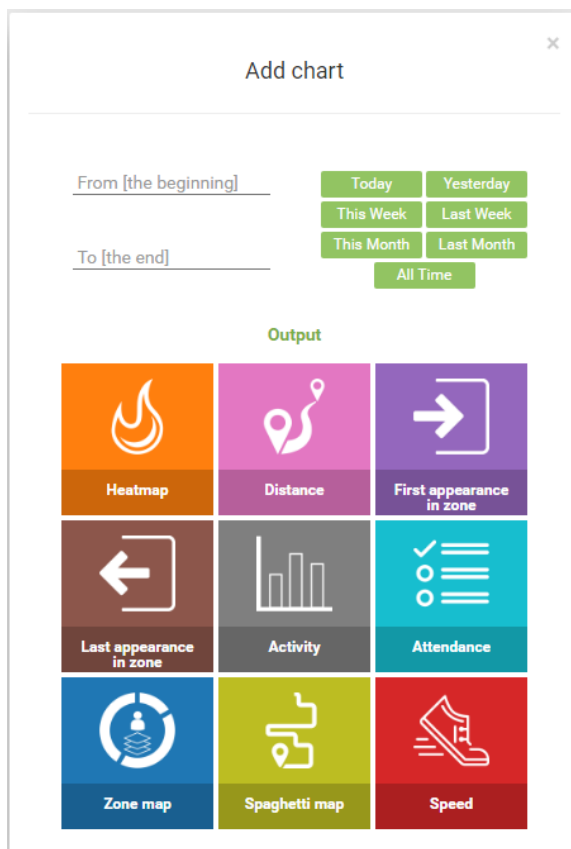 ×
Add chart
From [the beginning]
To [the end]
Today
Yesterday
This Week
Last Week
This Month
Last Month
All Time
Output
Heatmap
Distance
First appearance
in zone
Last appearance
in zone
Activity
Attendance
Zone map
Spaghetti map
Speed